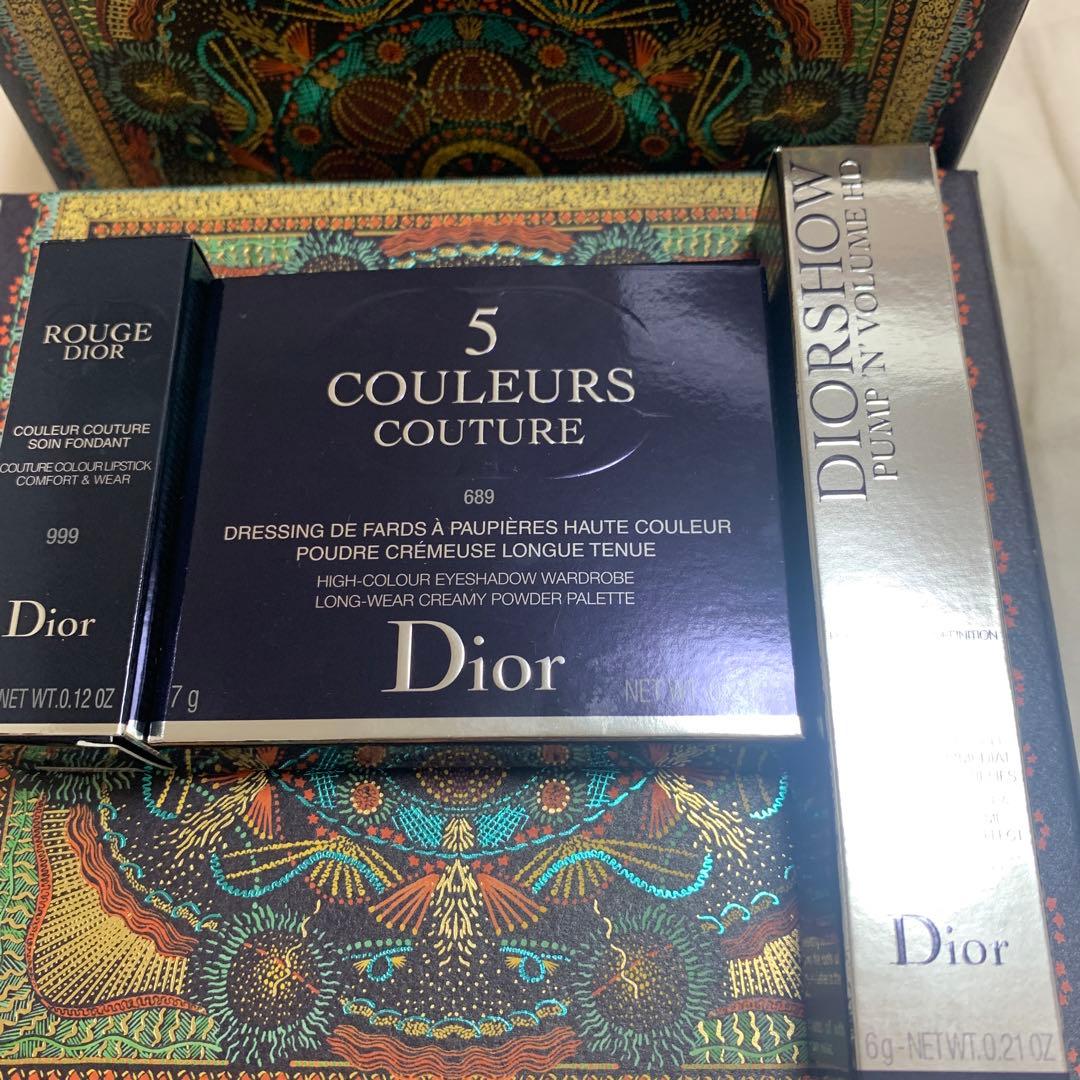 ROUGE
DIOR
COULEUR COUTURE
SOIN FONDANT
COUTURE COLOUR LIPSTICK
COMFORT & WEAR
999
Dior
NET WT.0.12 OZ
5
COULEURS
COUTURE
689
DRESSING DE FARDS À PAUPIÈRES HAUTE COULEUR
POUDRE CRÉMEUSE LONGUE TENUE
HIGH-COLOUR EYESHADOW WARDROBE
LONG-WEAR CREAMY POWDER PALETTE
Dior
7 g
NET
DIORSHOW
PUMP 'N' VOLUME HD
Dior
6g-NET WT.0.21 OZ